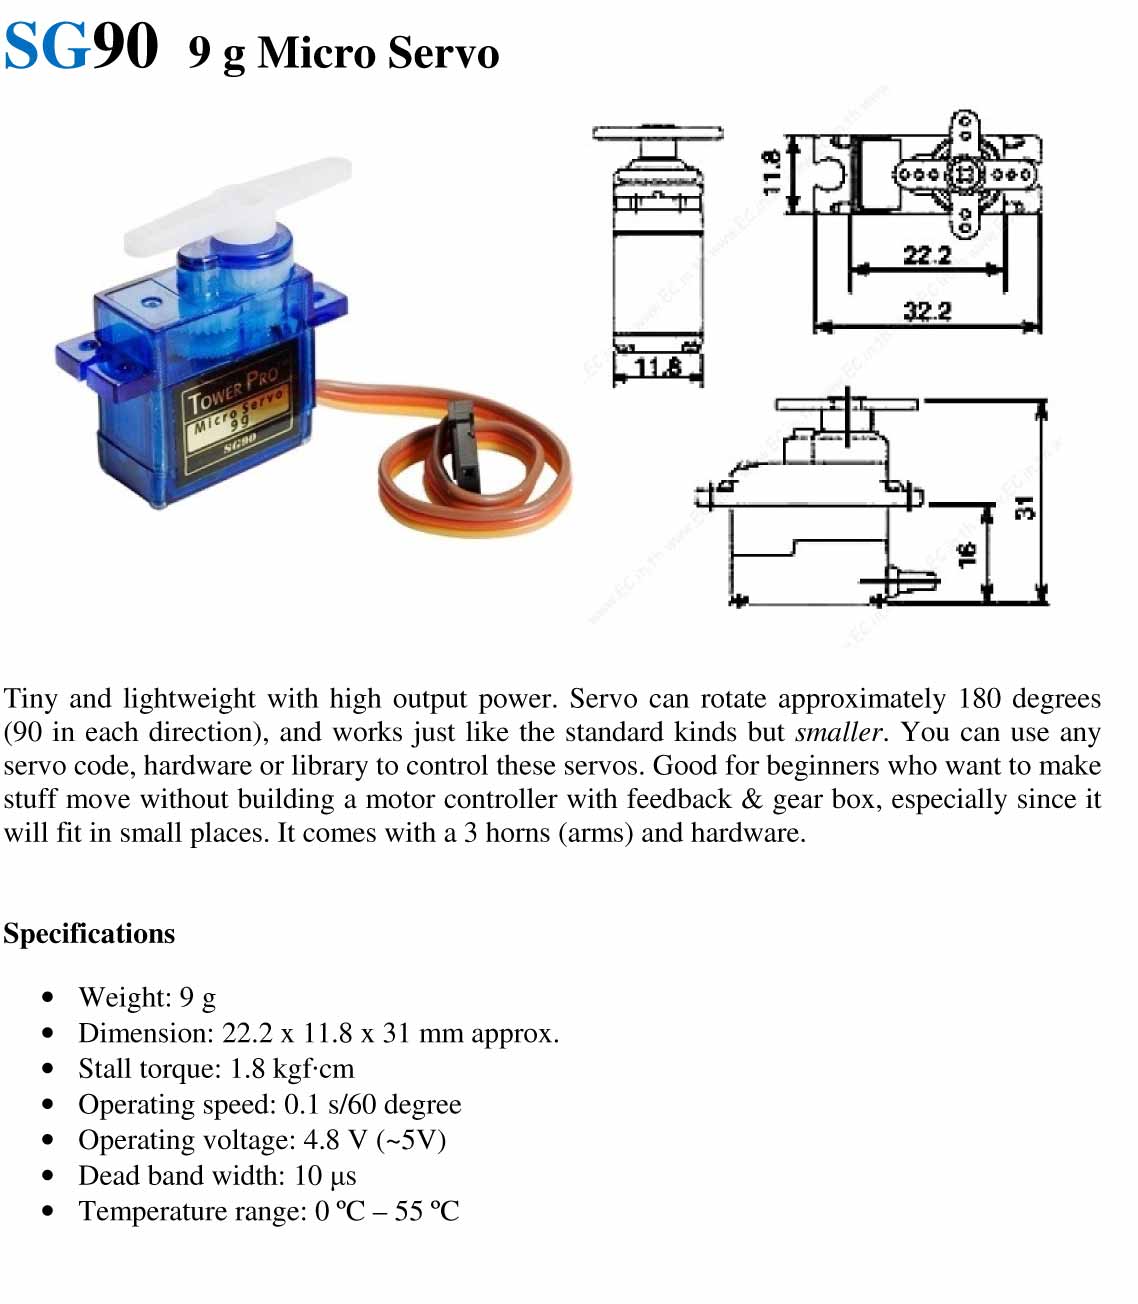 SG90 9 g Micro Servo
TOWER PRO
Micro Servo
9g
SG90
11.8
11.8
22.2
32.2
16
31
Tiny and lightweight with high output power. Servo can rotate approximately 180 degrees
(90 in each direction), and works just like the standard kinds but smaller. You can use any
servo code, hardware or library to control these servos. Good for beginners who want to make
stuff move without building a motor controller with feedback & gear box, especially since it
will fit in small places. It comes with a 3 horns (arms) and hardware.
Specifications
• Weight: 9 g
• Dimension: 22.2 x 11.8 x 31 mm approx.
• Stall torque: 1.8 kgf·cm
• Operating speed: 0.1 s/60 degree
• Operating voltage: 4.8 V (~5V)
• Dead band width: 10 μs
• Temperature range: 0 ºC – 55 ºC